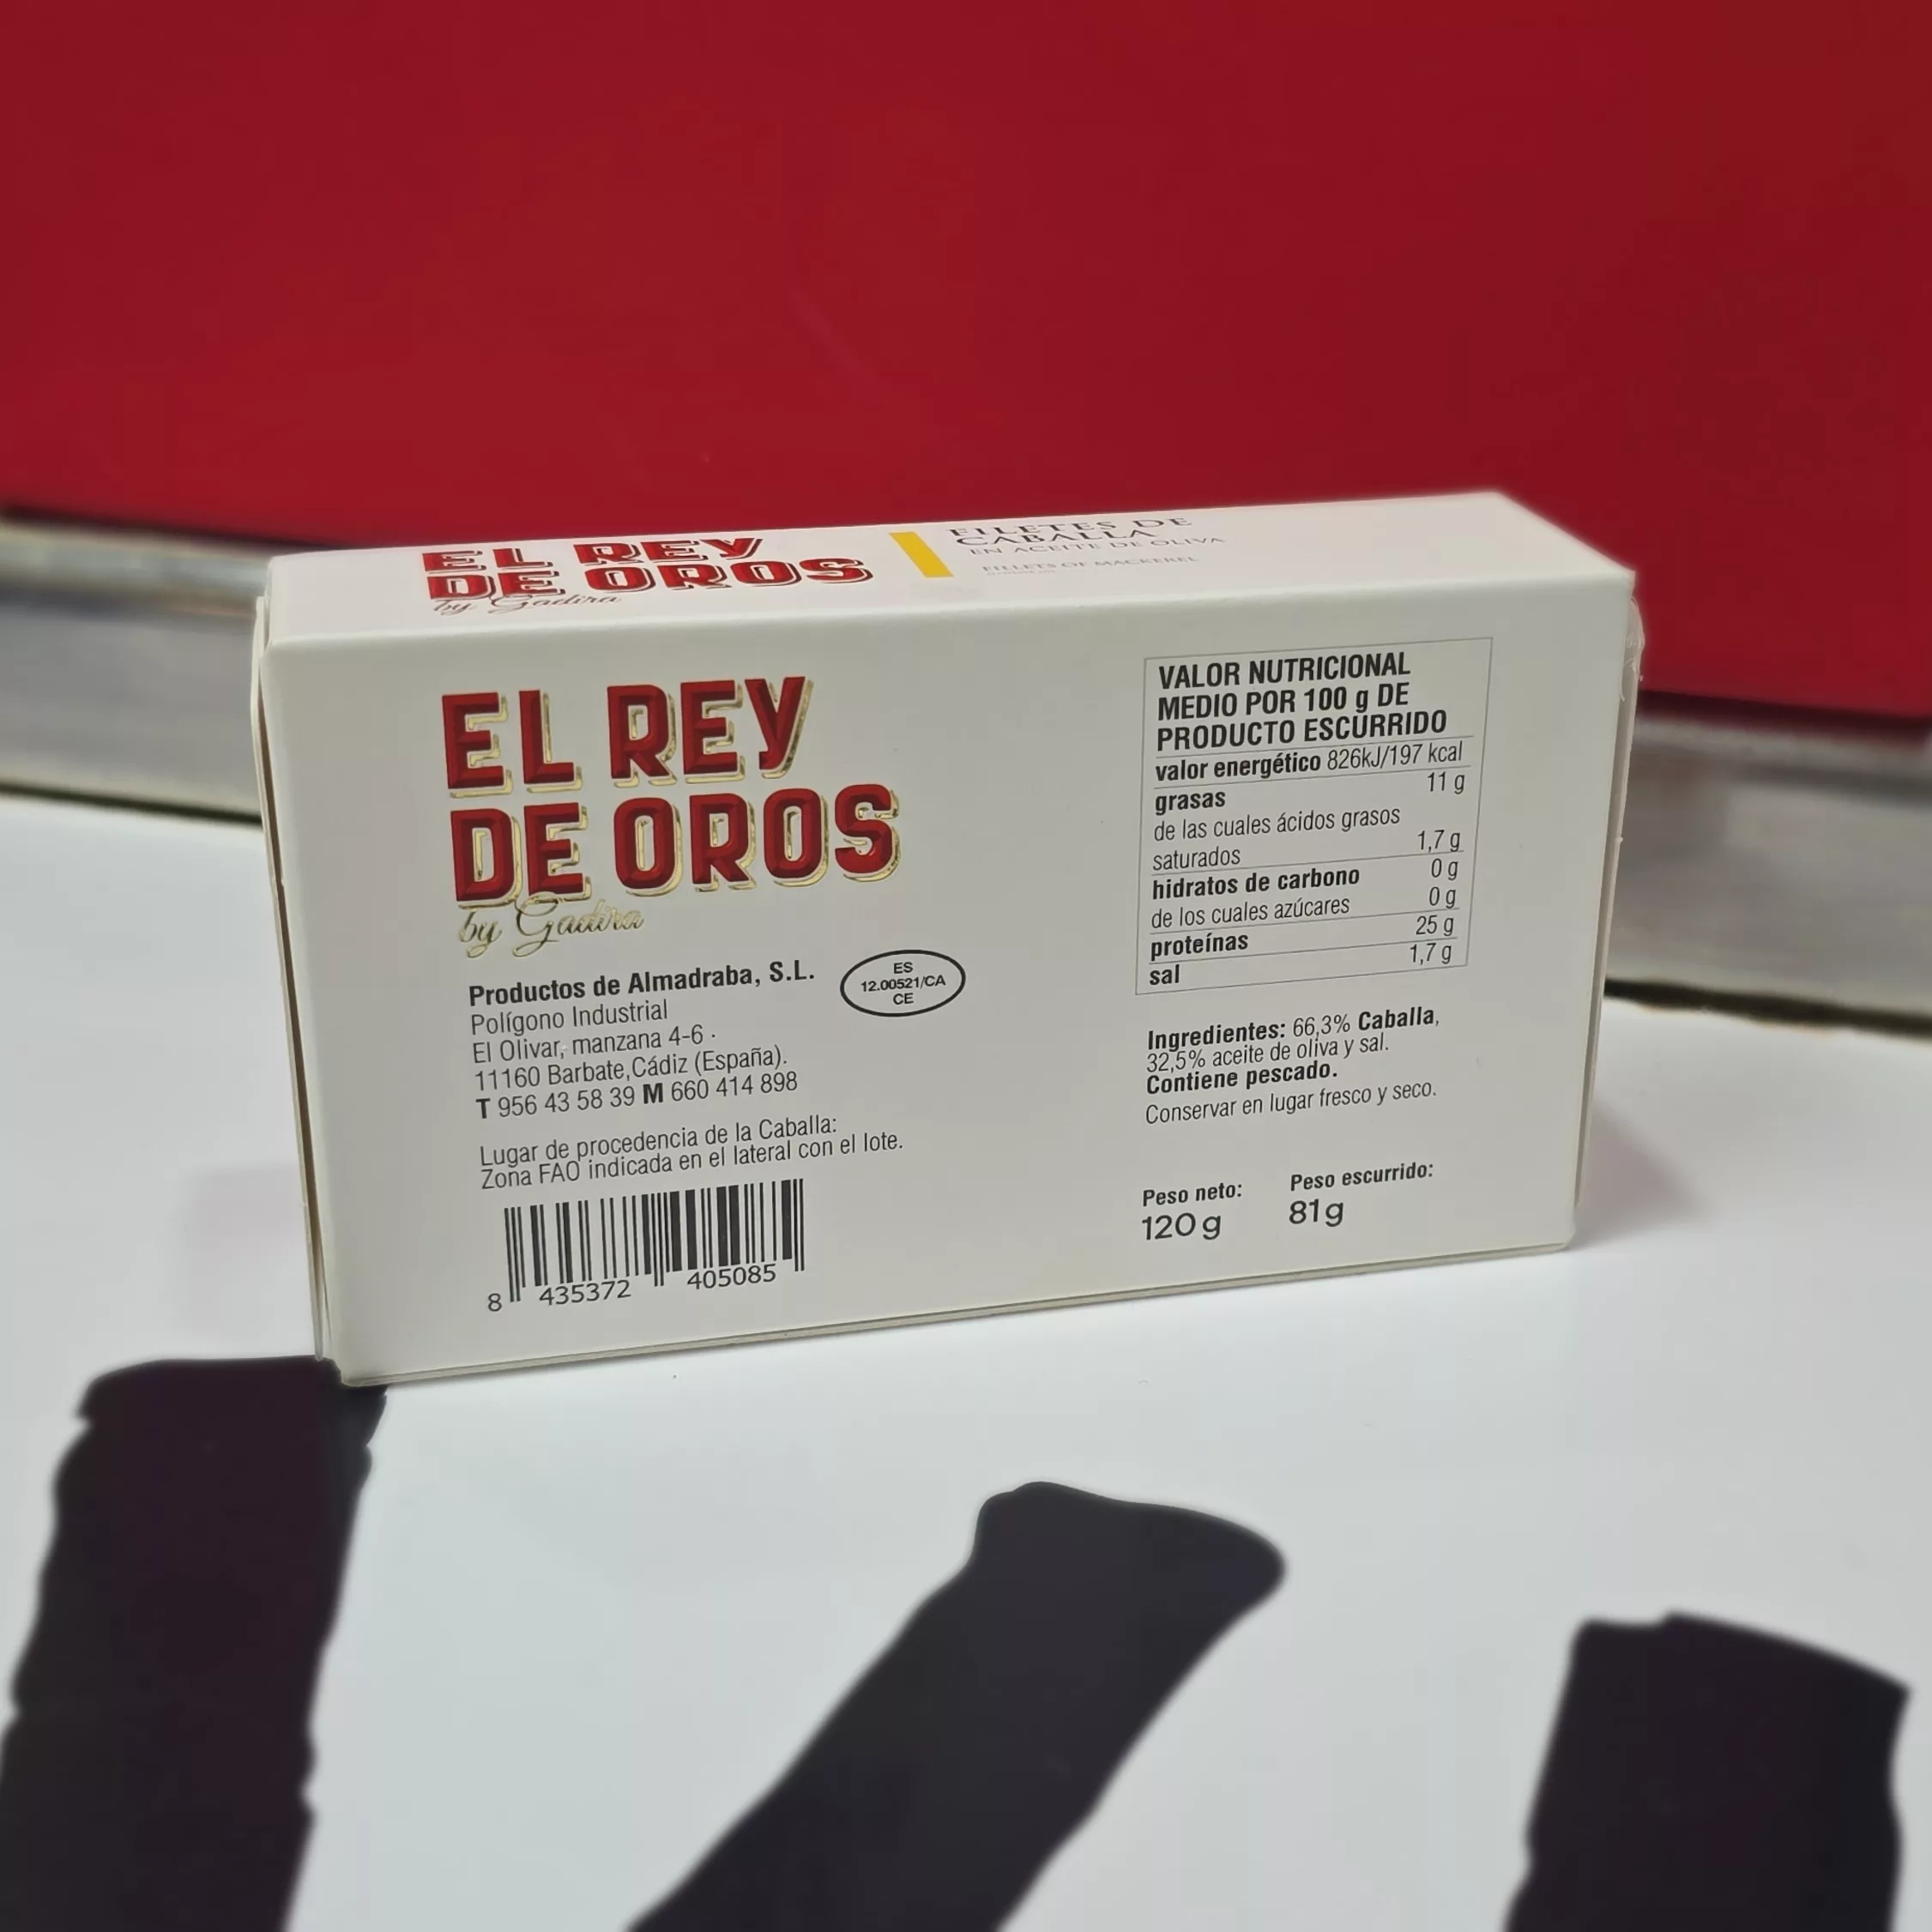 EL REY
DE OROS
by Gadira
FILETES DE
CABALLA
EN ACEITE DE OLIVA
FILLETS OF MACKEREL
EL REY
DE OROS
by Gadira
Productos de Almadraba, S.L.
Polígono Industrial
El Olivar, manzana 4-6 .
11160 Barbate,Cádiz (España).
T 956 43 58 39 M 660 414 898
ES
12.00521/CA
CE
Lugar de procedencia de la Caballa:
Zona FAO indicada en el lateral con el lote.
8 435372 405085
VALOR NUTRICIONAL
MEDIO POR 100 g DE
PRODUCTO ESCURRIDO
valor energético 826kJ/197 kcal
grasas 11 g
de las cuales ácidos grasos
saturados 1,7 g
hidratos de carbono 0 g
de los cuales azúcares 0 g
proteínas 25 g
sal 1,7 g
Ingredientes: 66,3% Caballa,
32,5% aceite de oliva y sal.
Contiene pescado.
Conservar en lugar fresco y seco.
Peso neto: Peso escurrido:
120 g 81g